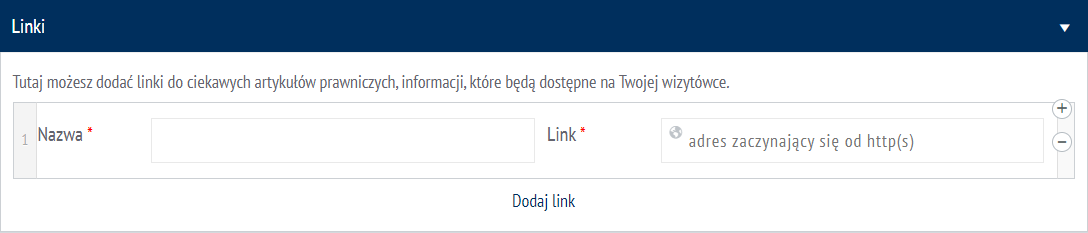 Linki
Tutaj możesz dodać linki do ciekawych artykułów prawniczych, informacji, które będą dostępne na Twojej wizytówce.
1 Nazwa * Link * adres zaczynający się od http(s)
Dodaj link